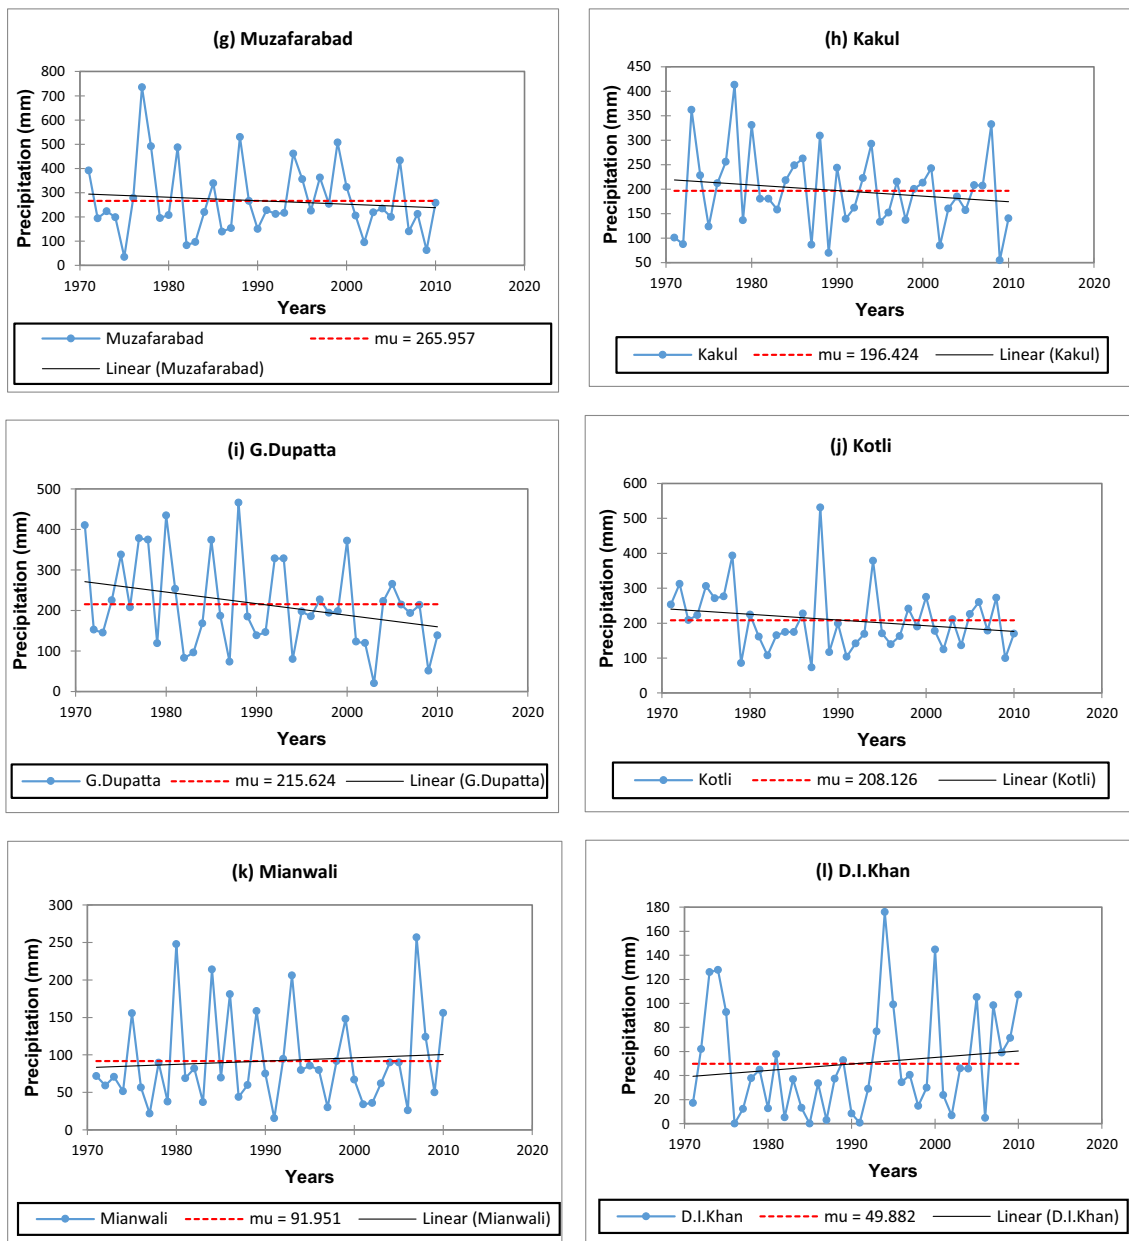 (g) Muzafarabad
Precipitation (mm)
800
700
600
500
400
300
200
100
0
1970 1980 1990 2000 2010 2020
Years
Muzafarabad mu = 265.957
Linear (Muzafarabad)
(h) Kakul
Precipitation (mm)
450
400
350
300
250
200
150
100
50
1970 1980 1990 2000 2010 2020
Years
Kakul mu = 196.424 Linear (Kakul)
(i) G.Dupatta
Precipitation (mm)
500
400
300
200
100
0
1970 1980 1990 2000 2010 2020
Years
G.Dupatta mu = 215.624 Linear (G.Dupatta)
(j) Kotli
Precipitation (mm)
600
500
400
300
200
100
0
1970 1980 1990 2000 2010 2020
Years
Kotli mu = 208.126 Linear (Kotli)
(k) Mianwali
Precipitation (mm)
300
250
200
150
100
50
0
1970 1980 1990 2000 2010 2020
Years
Mianwali mu = 91.951 Linear (Mianwali)
(l) D.I.Khan
Precipitation (mm)
180
160
140
120
100
80
60
40
20
0
1970 1980 1990 2000 2010 2020
Years
D.I.Khan mu = 49.882 Linear (D.I.Khan)